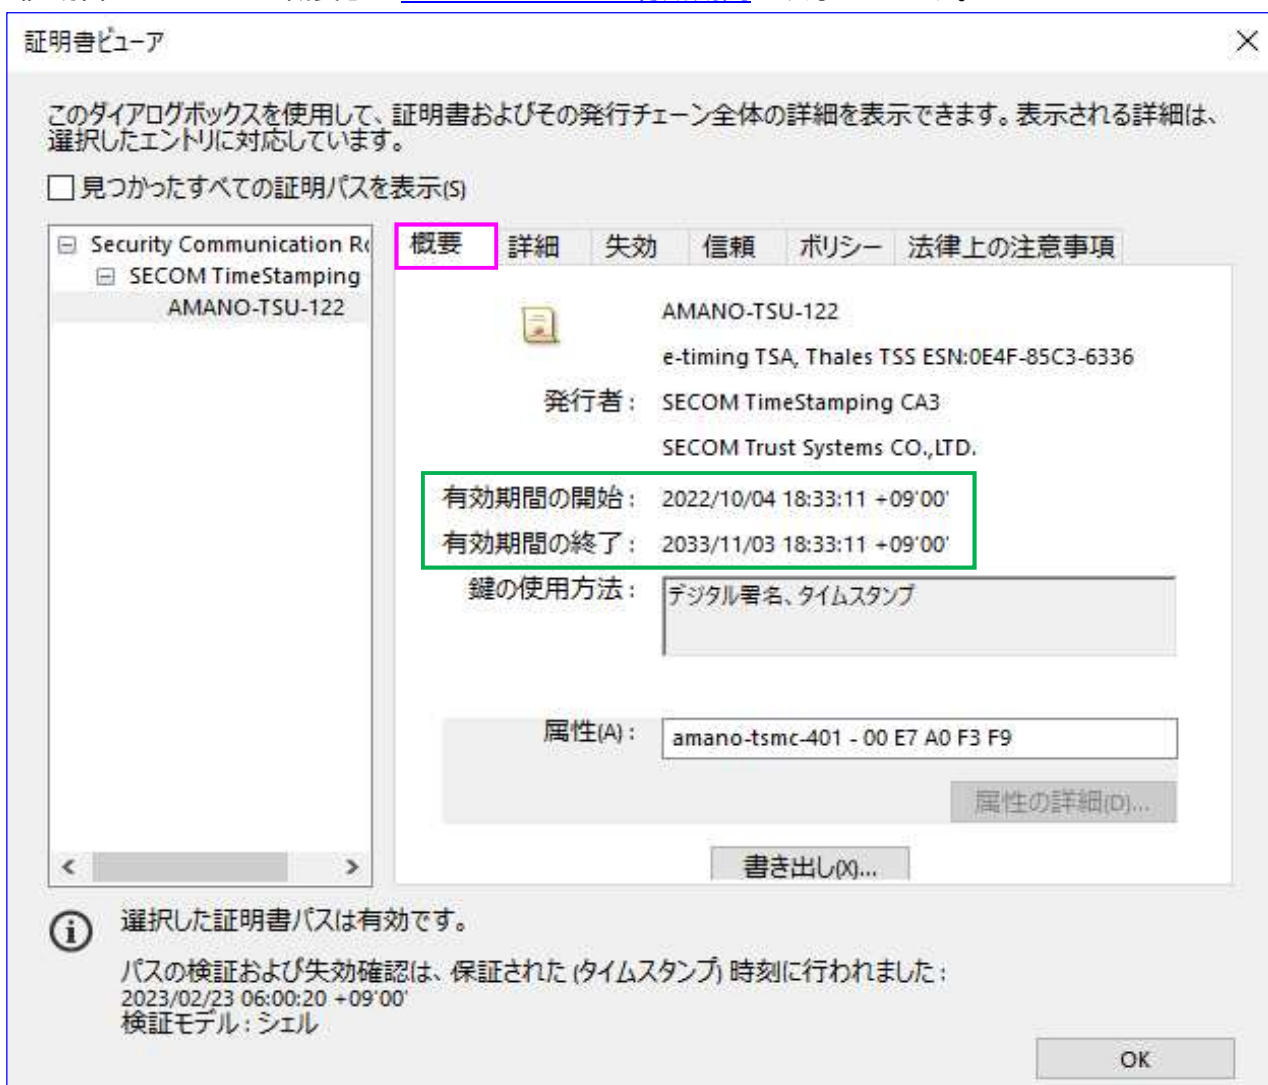 証明書ビューア
このダイアログボックスを使用して、証明書およびその発行チェーン全体の詳細を表示できます。表示される詳細は、
選択したエントリに対応しています。
見つかったすべての証明パスを表示(S)
Security Communication Ro
SECOM TimeStamping
AMANO-TSU-122
概要 詳細 失効 信頼 ポリシー 法律上の注意事項
AMANO-TSU-122
e-timing TSA, Thales TSS ESN:0E4F-85C3-6336
発行者: SECOM TimeStamping CA3
SECOM Trust Systems CO.,LTD.
有効期間の開始: 2022/10/04 18:33:11 +09'00'
有効期間の終了: 2033/11/03 18:33:11 +09'00'
鍵の使用方法: デジタル署名、タイムスタンプ
属性(A): amano-tsmc-401 - 00 E7 A0 F3 F9
属性の詳細(D)...
書き出し(X)...
選択した証明書パスは有効です。
パスの検証および失効確認は、保証された (タイムスタンプ) 時刻に行われました:
2023/02/23 06:00:20 +09'00'
検証モデル: シェル
OK